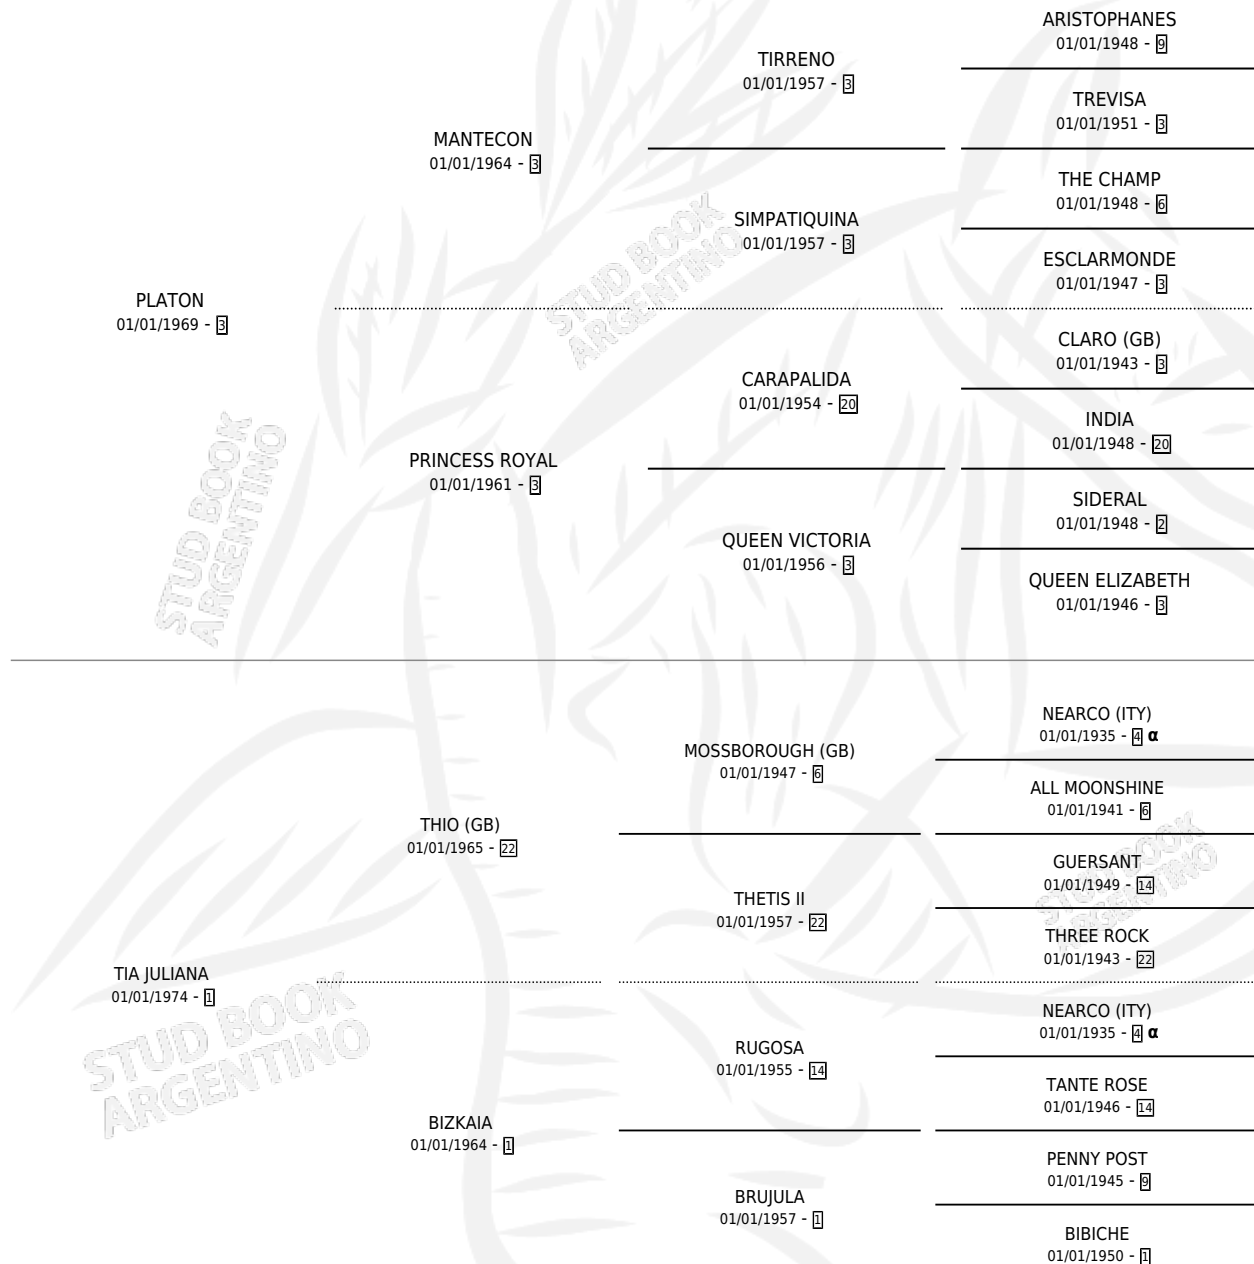 ARISTOPHANES
01/01/1948 - 9
TIRRENO
01/01/1957 - 3
TREVISA
01/01/1951 - 3
MANTECON
01/01/1964 - 3
THE CHAMP
01/01/1948 - 6
SIMPATIQUINA
01/01/1957 - 3
ESCLARMONDE
01/01/1947 - 3
STUD BOOK
ARGENTINO
PLATON
01/01/1969 - 3
CLARO (GB)
01/01/1943 - 3
CARAPALIDA
01/01/1954 - 20
INDIA
01/01/1948 - 20
PRINCESS ROYAL
01/01/1961 - 3
SIDERAL
01/01/1948 - 2
QUEEN VICTORIA
01/01/1956 - 3
QUEEN ELIZABETH
01/01/1946 - 3
STUD BOOK
ARGENTINO
NEARCO (ITY)
01/01/1935 - 4 α
MOSSBOROUGH (GB)
01/01/1947 - 6
ALL MOONSHINE
01/01/1941 - 6
THIO (GB)
01/01/1965 - 22
GUERSANT
01/01/1949 - 14
STUD BOOK
ARGENTINO
THETIS II
01/01/1957 - 22
THREE ROCK
01/01/1943 - 22
TIA JULIANA
01/01/1974 - 1
STUD BOOK
ARGENTINO
NEARCO (ITY)
01/01/1935 - 4 α
RUGOSA
01/01/1955 - 14
TANTE ROSE
01/01/1946 - 14
BIZKAIA
01/01/1964 - 1
PENNY POST
01/01/1945 - 9
BRUJULA
01/01/1957 - 1
BIBICHE
01/01/1950 - 1